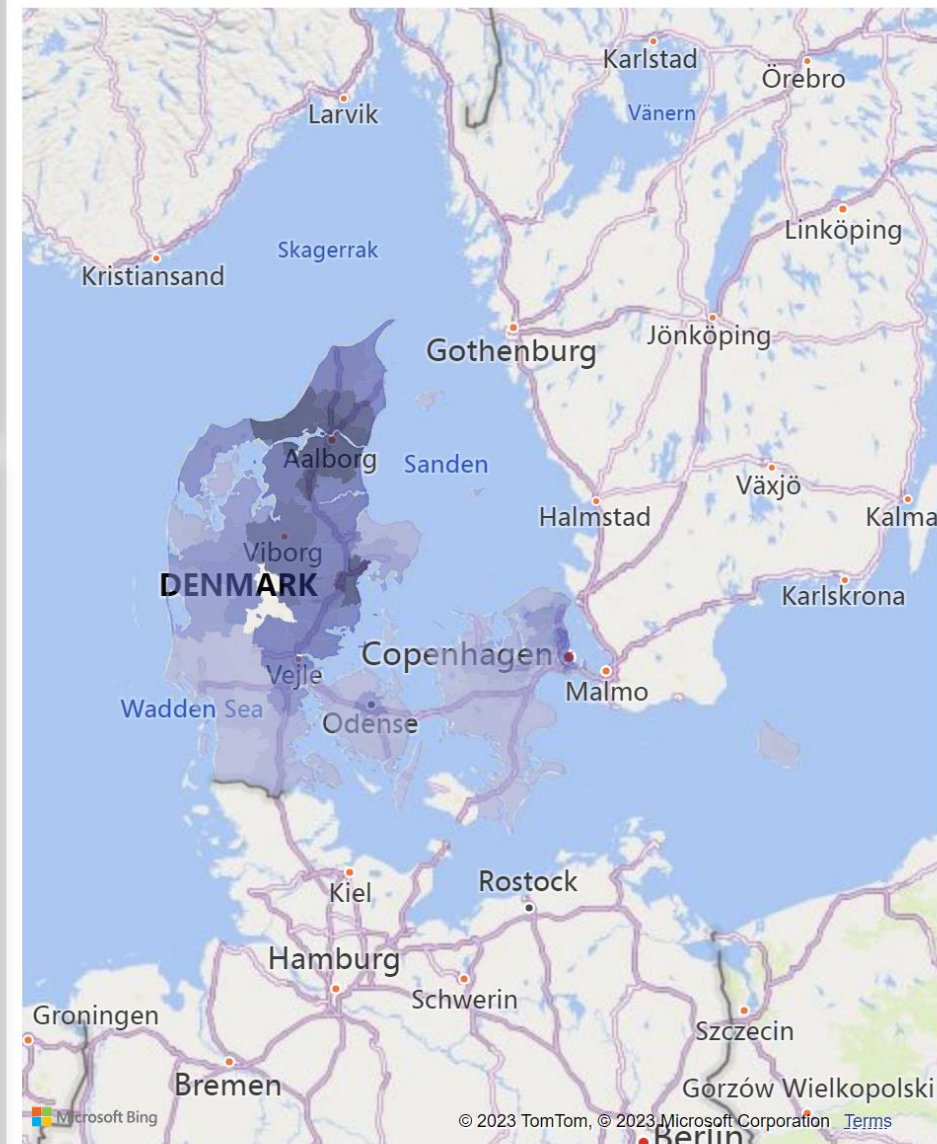 Karlstad
Örebro
Larvik
Vänern
Linköping
Skagerrak
Kristiansand
Jönköping
Gothenburg
Aalborg
Sanden
Växjö
Halmstad
Kalma
Viborg
DENMARK
Karlskrona
Copenhagen
Vejle
Malmo
Wadden Sea
Odense
Kiel
Rostock
Hamburg
Schwerin
Groningen
Szczecin
Bremen
Gorzów Wielkopolski
Microsoft Bing
© 2023 TomTom, © 2023 Microsoft Corporation Terms
Berlin